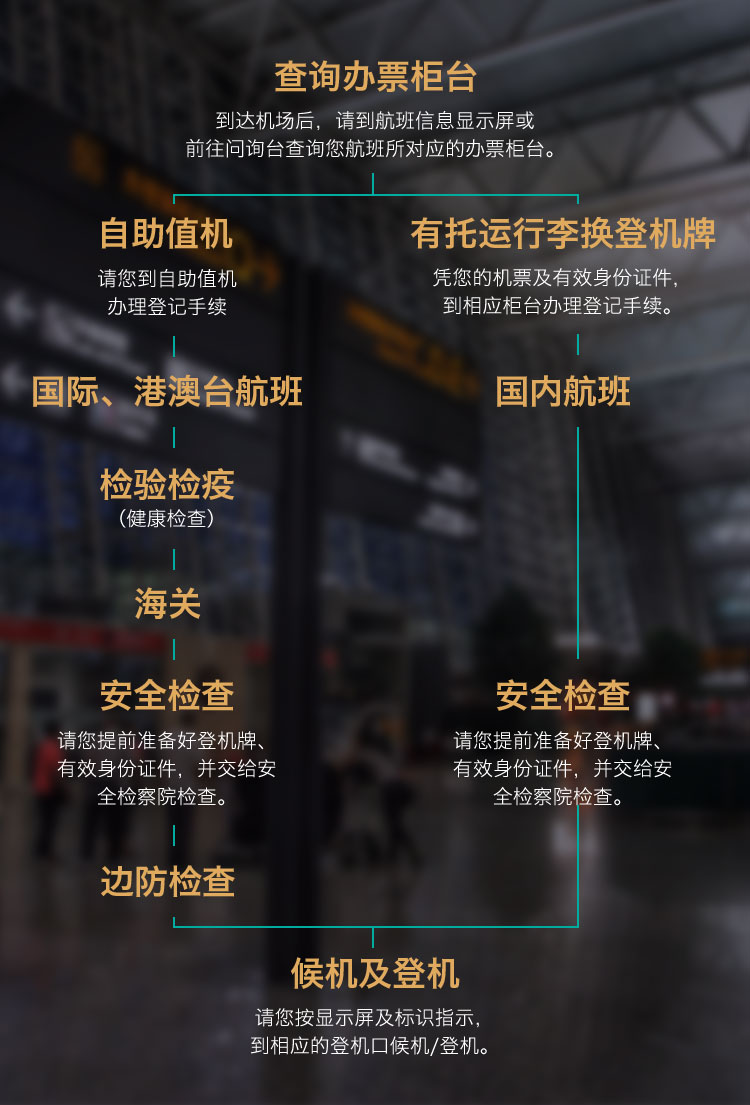 查询办票柜台
到达机场后，请到航班信息显示屏或
前往问询台查询您航班所对应的办票柜台。
自助值机
请您到自助值机
办理登记手续
有托运行李换登机牌
凭您的机票及有效身份证件，
到相应柜台办理登记手续。
国际、港澳台航班
国内航班
检验检疫
（健康检查）
海关
安全检查
请您提前准备好登机牌、
有效身份证件，并交给安
全检察院检查。
安全检查
请您提前准备好登机牌、
有效身份证件，并交给安
全检察院检查。
边防检查
候机及登机
请您按显示屏及标识指示，
到相应的登机口候机/登机。